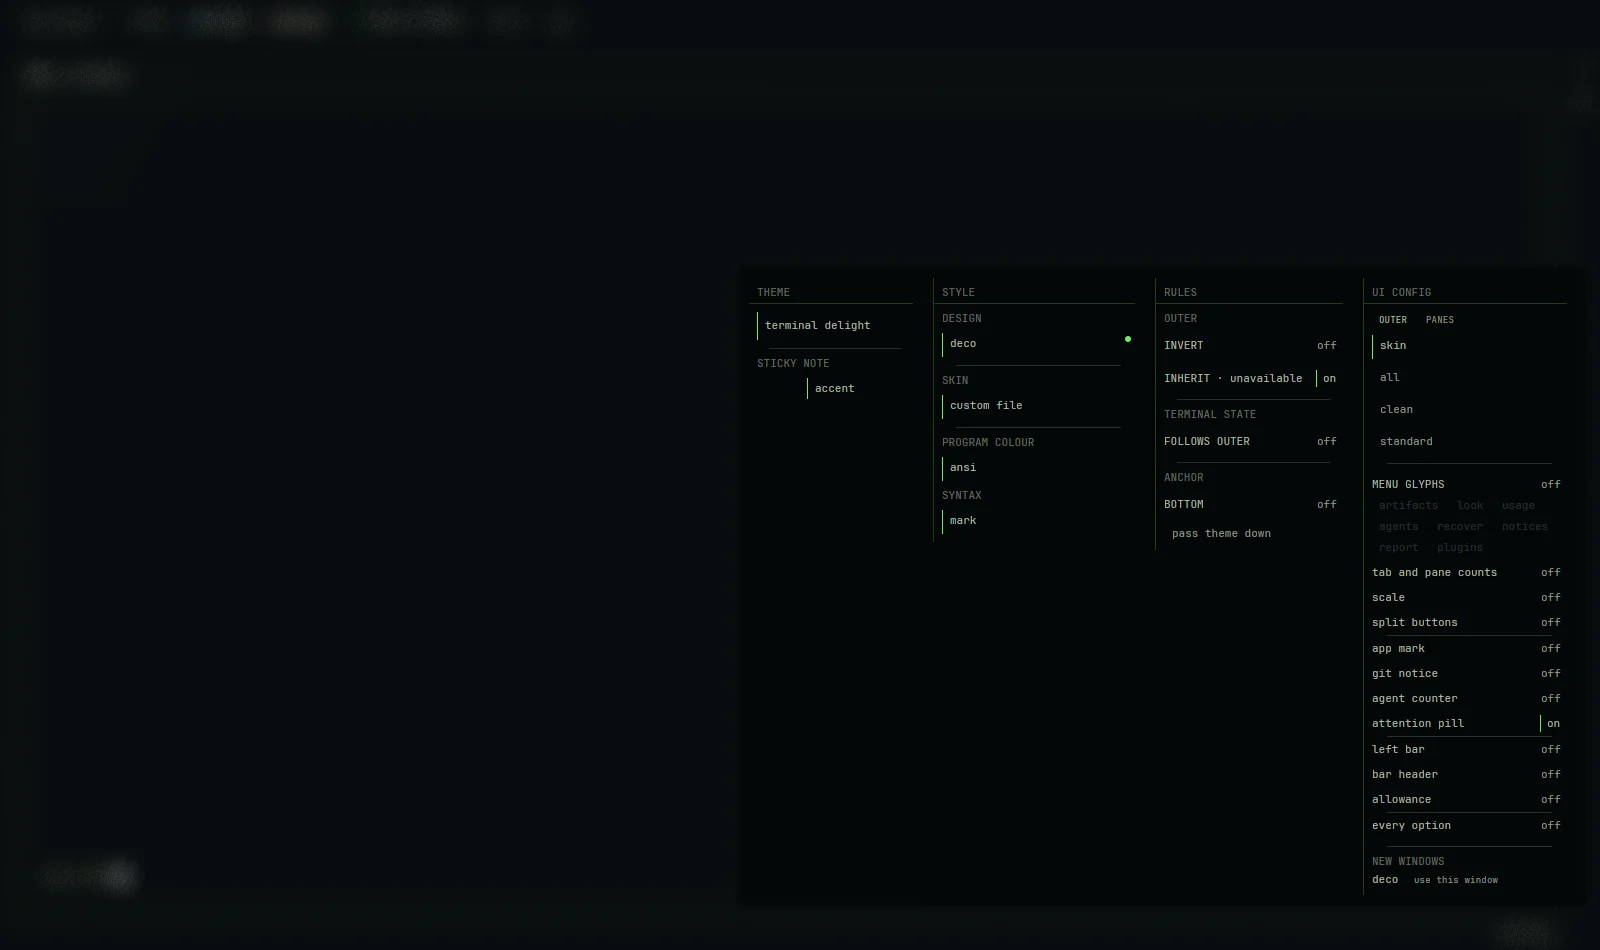 THEME
terminal delight
STICKY NOTE
accent
STYLE
DESIGN
deco
SKIN
custom file
PROGRAM COLOUR
ansi
SYNTAX
mark
RULES
OUTER
INVERT off
INHERIT · unavailable on
TERMINAL STATE
FOLLOWS OUTER off
ANCHOR
BOTTOM off
pass theme down
UI CONFIG
OUTER PANES
skin
all
clean
standard
MENU GLYPHS off
artifacts look usage
agents recover notices
report plugins
tab and pane counts off
scale off
split buttons off
app mark off
git notice off
agent counter off
attention pill on
left bar off
bar header off
allowance off
every option off
NEW WINDOWS
deco use this window